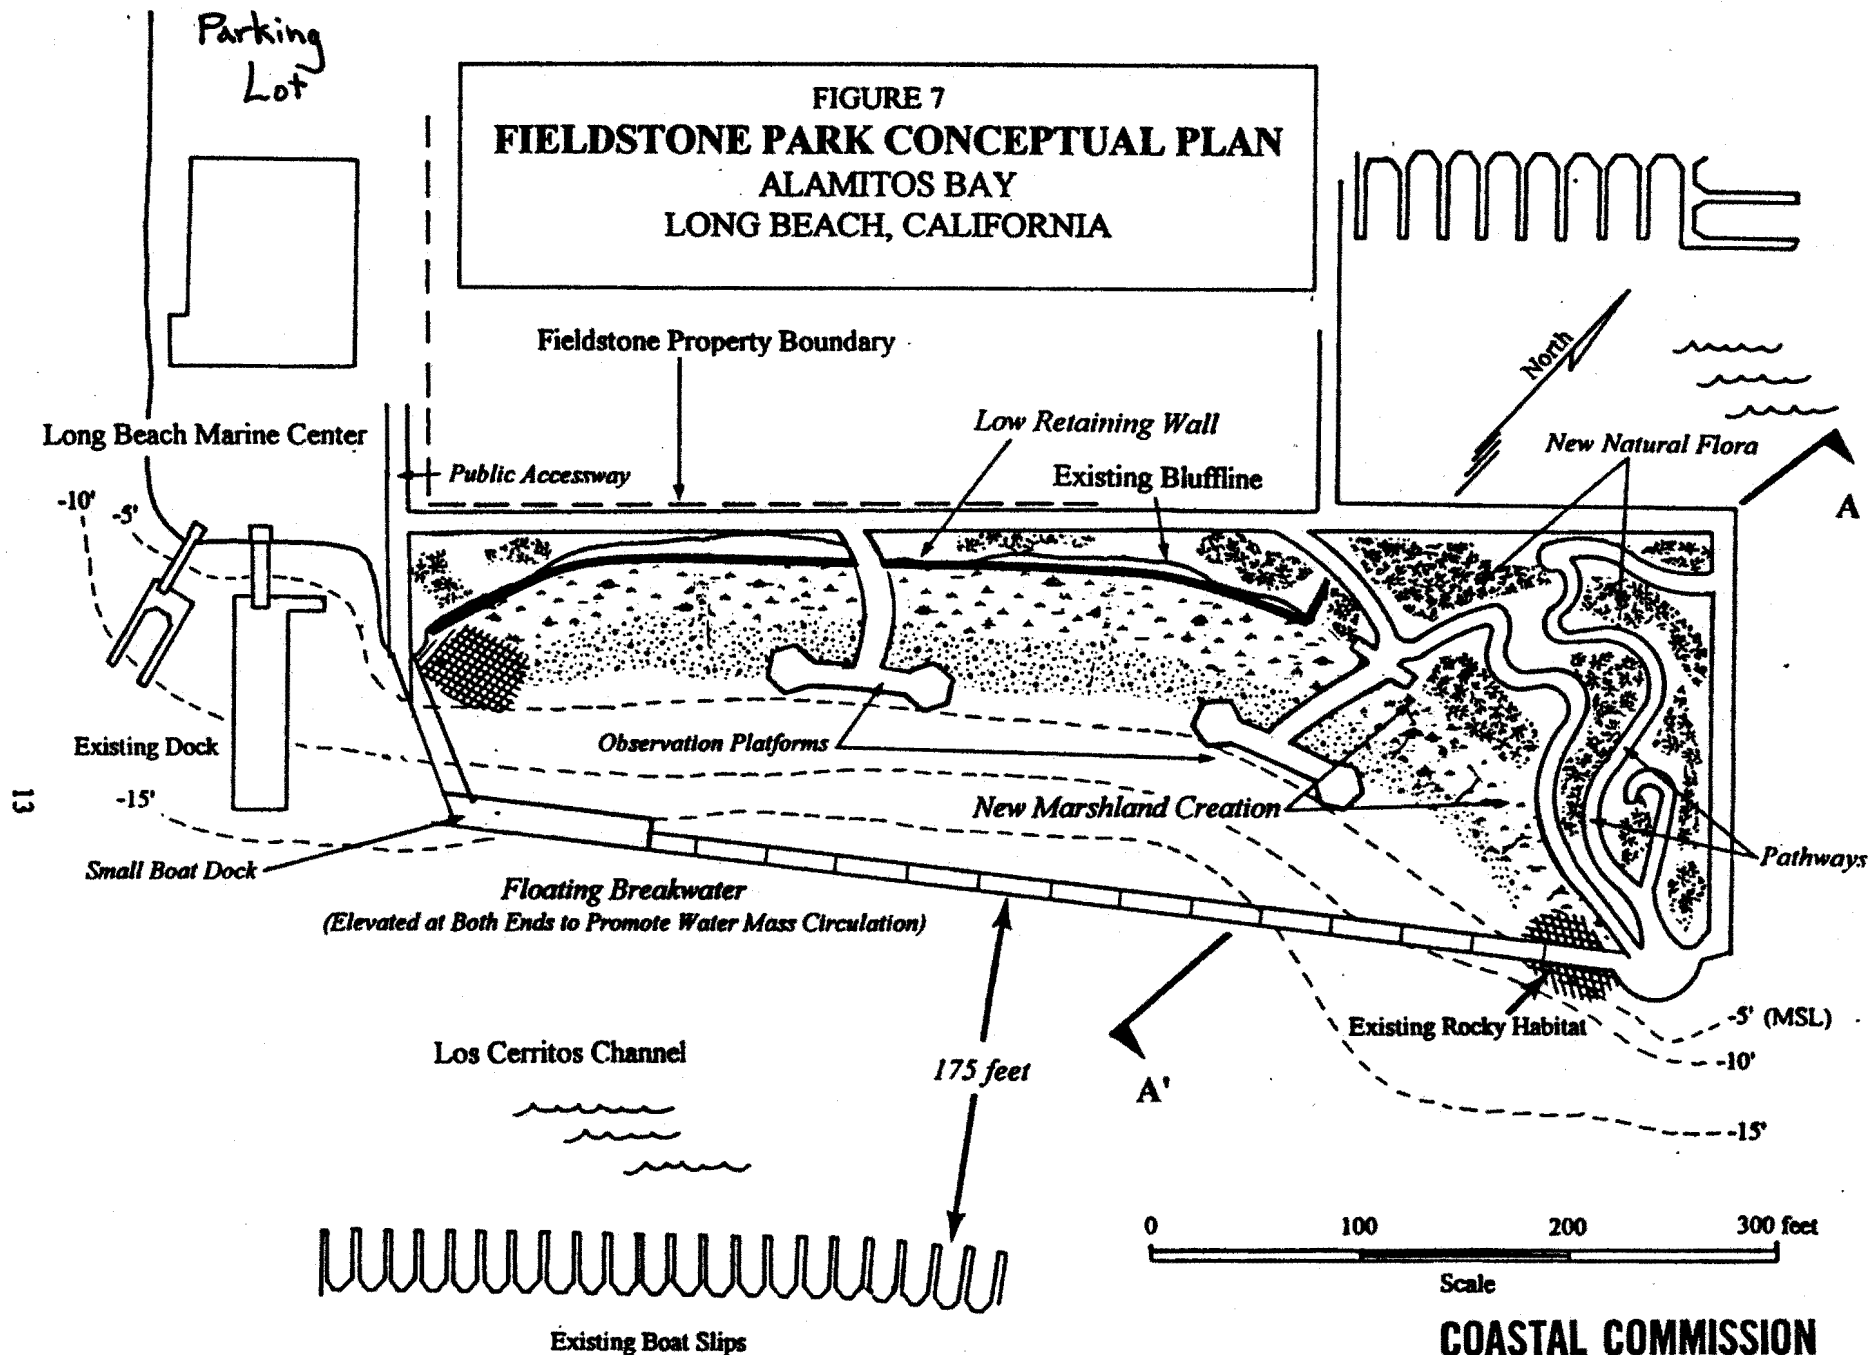 Parking
Lot
FIGURE 7
FIELDSTONE PARK CONCEPTUAL PLAN
ALAMITOS BAY
LONG BEACH, CALIFORNIA
Fieldstone Property Boundary
North
Long Beach Marine Center
Low Retaining Wall
New Natural Flora
Public Accessway
Existing Bluffline
A
-10'
-5'
Existing Dock
Observation Platforms
13
-15'
New Marshland Creation
Small Boat Dock
Pathways
Floating Breakwater
(Elevated at Both Ends to Promote Water Mass Circulation)
Existing Rocky Habitat
-5' (MSL)
-10'
Los Cerritos Channel
175 feet
A'
-15'
0 100 200 300 feet
Scale
Existing Boat Slips
COASTAL COMMISSION